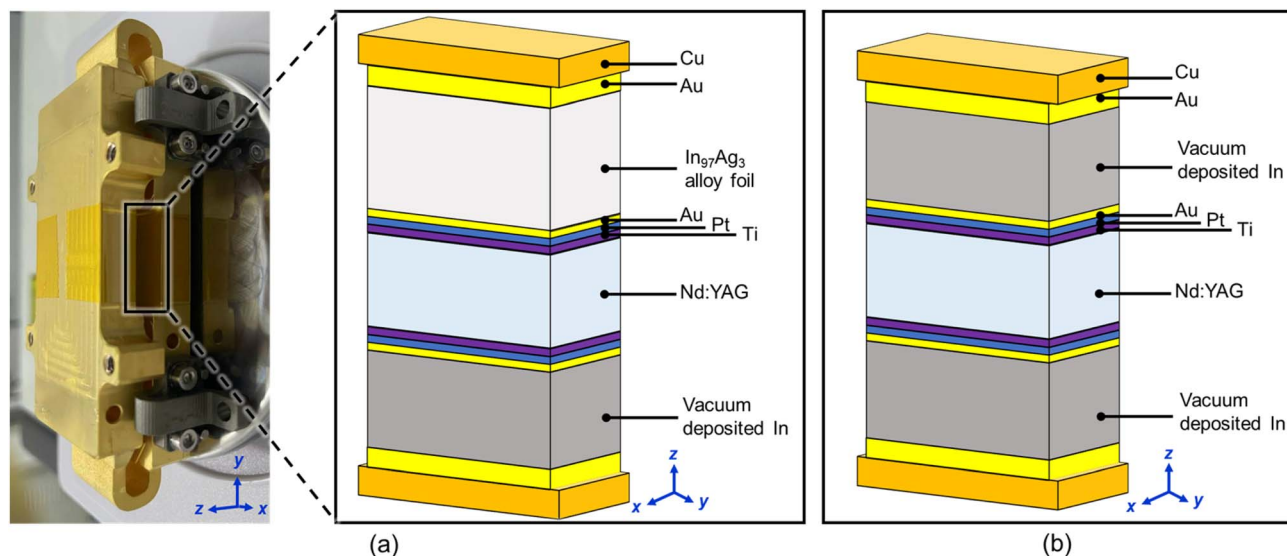 y
z
x
Cu
Au
In₉₇Ag₃
alloy foil
Au
Pt
Ti
Nd:YAG
Vacuum
deposited In
z
x
y
(a)
Cu
Au
Vacuum
deposited In
Au
Pt
Ti
Nd:YAG
Vacuum
deposited In
z
x
y
(b)